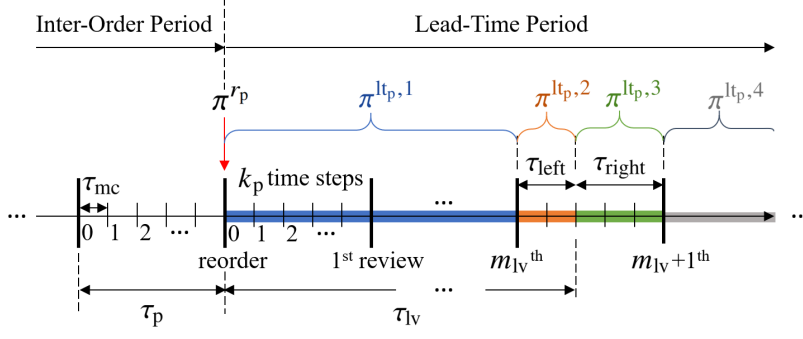 Inter-Order Period Lead-Time Period
π^{r_p} π^{lt_p,1} π^{lt_p,2} π^{lt_p,3} π^{lt_p,4}
τ_mc k_p time steps ... τ_left τ_right
... ..
0 1 2 ... 0 1 2 ...
reorder 1st review m_lv^th m_lv+1^th
τ_p τ_lv ...